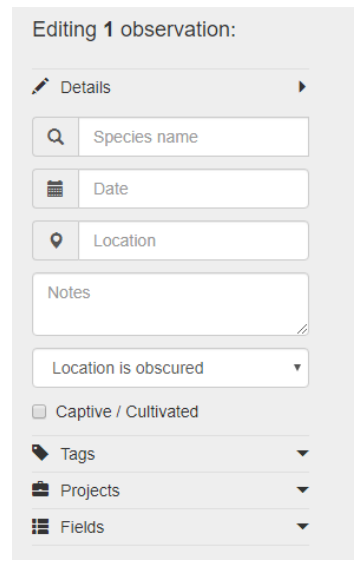 Editing 1 observation:
Details
Species name
Date
Location
Notes
Location is obscured
Captive / Cultivated
Tags
Projects
Fields